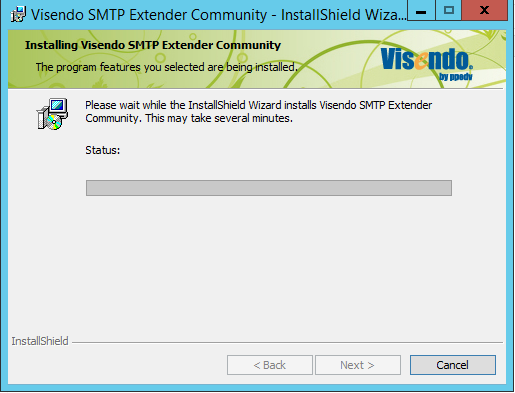 Visendo SMTP Extender Community - InstallShield Wiza...
Installing Visendo SMTP Extender Community
The program features you selected are being installed.
Visendo.
by ppedv
Please wait while the InstallShield Wizard installs Visendo SMTP Extender
Community. This may take several minutes.
Status:
InstallShield
< Back
Next >
Cancel